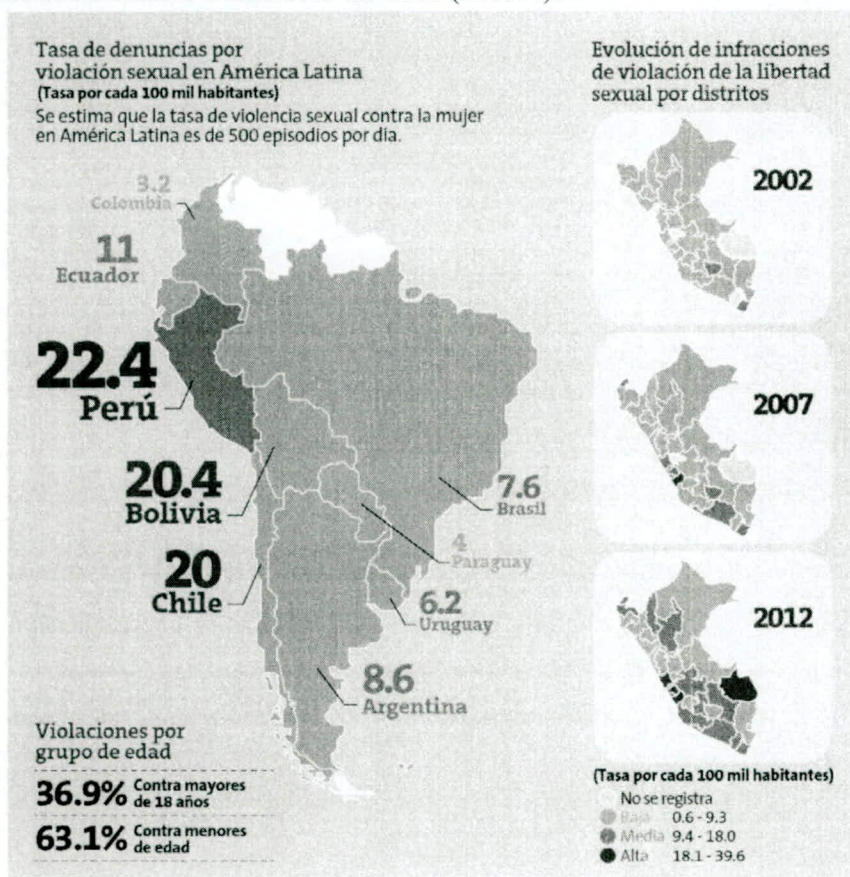 Tasa de denuncias por
violación sexual en América Latina
(Tasa por cada 100 mil habitantes)
Se estima que la tasa de violencia sexual contra la mujer
en América Latina es de 500 episodios por día.
3.2
Colombia
11
Ecuador
22.4
Perú
20.4
Bolivia
20
Chile
7.6
Brasil
4
Paraguay
6.2
Uruguay
8.6
Argentina
Violaciones por
grupo de edad
36.9% Contra mayores
de 18 años
63.1% Contra menores
de edad
Evolución de infracciones
de violación de la libertad
sexual por distritos
2002
2007
2012
(Tasa por cada 100 mil habitantes)
No se registra
Baja 0.6 - 9.3
Media 9.4 - 18.0
Alta 18.1 - 39.6